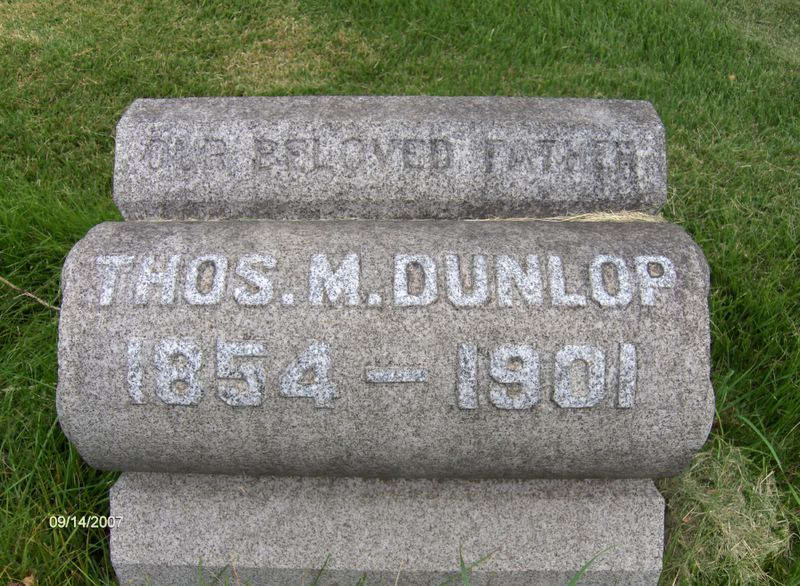 OUR BELOVED FATHER
THOS. M. DUNLOP
1854 – 1901
09/14/2007